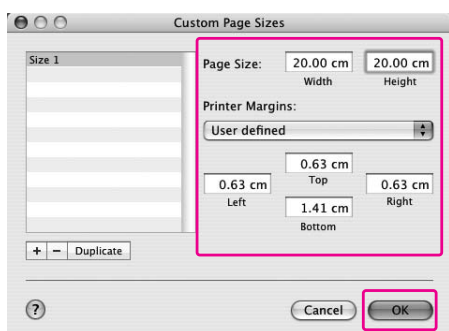 Custom Page Sizes
Size 1
Page Size: 20.00 cm 20.00 cm
Width Height
Printer Margins:
User defined
0.63 cm
Top
0.63 cm 0.63 cm
Left Right
1.41 cm
Bottom
+ − Duplicate
? Cancel OK